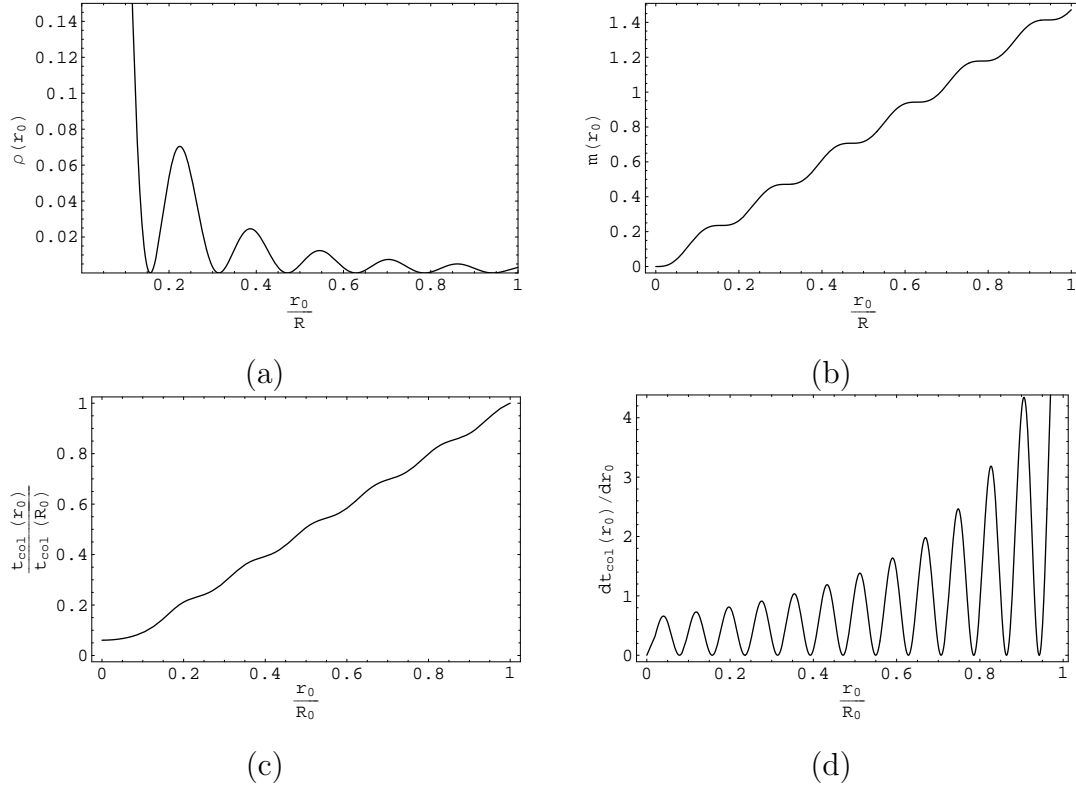 0.14
0.12
0.1
0.08
0.06
0.04
0.02
ρ(r₀)
0.2 0.4 0.6 0.8 1
r₀
R
(a)
1.4
1.2
1
0.8
0.6
0.4
0.2
0
m(r₀)
0 0.2 0.4 0.6 0.8 1
r₀
R
(b)
1
0.8
0.6
0.4
0.2
0
t_col (r₀)
t_col (R₀)
0 0.2 0.4 0.6 0.8 1
r₀
R₀
(c)
4
3
2
1
0
dt_col(r₀)/dr₀
0 0.2 0.4 0.6 0.8 1
r₀
R₀
(d)